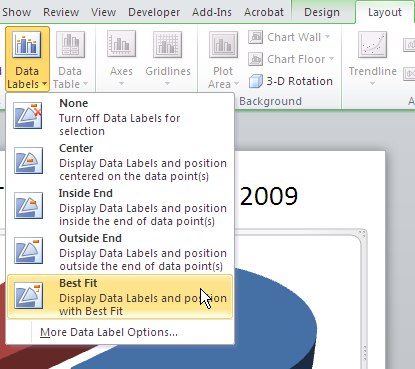 Show Review View Developer Add-Ins Acrobat Design Layout
Data Labels
Data Table
Axes
Gridlines
Plot Area
Chart Wall
Chart Floor
3-D Rotation
Trendline
Background
None
Turn off Data Labels for
selection
Center
Display Data Labels and position
centered on the data point(s)
Inside End
Display Data Labels and position
inside the end of data point(s)
Outside End
Display Data Labels and position
outside the end of data point(s)
Best Fit
Display Data Labels and position
with Best Fit
More Data Label Options...
2009